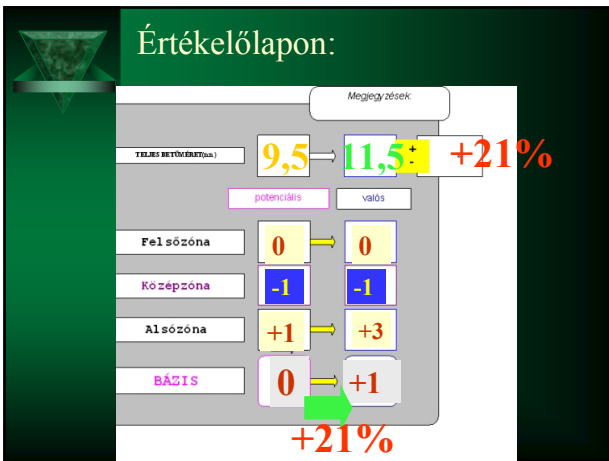 Értékelőlapon:
Megjegyzések:
TELJES BETŰMÉRET(mm) 9,5 11,5 + - +21%
potenciális valós
Felsőzóna 0 0
Középzóna -1 -1
Alsózóna +1 +3
BÁZIS 0 +1
+21%